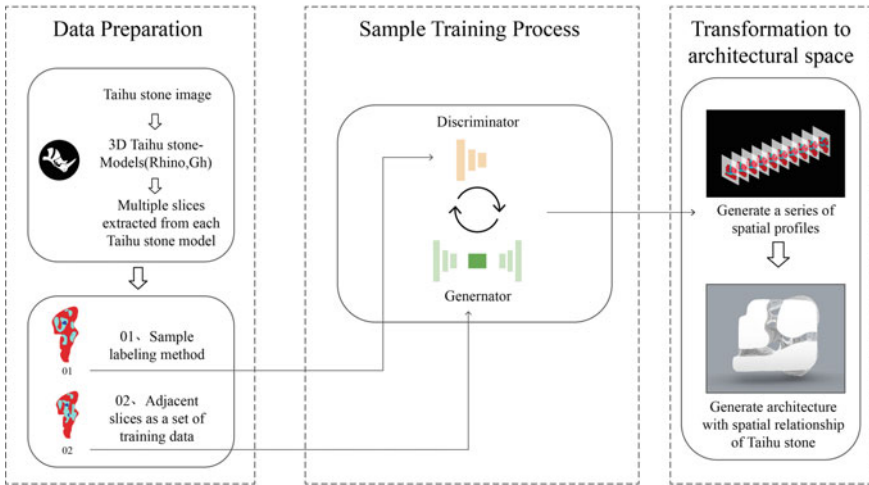 Data Preparation
Taihu stone image
3D Taihu stone-
Models(Rhino,Gh)
Multiple slices
extracted from each
Taihu stone model
01、Sample
labeling method
01
02、Adjacent
slices as a set of
training data
02
Sample Training Process
Discriminator
Genernator
Transformation to
architectural space
Generate a series of
spatial profiles
Generate architecture
with spatial relationship
of Taihu stone